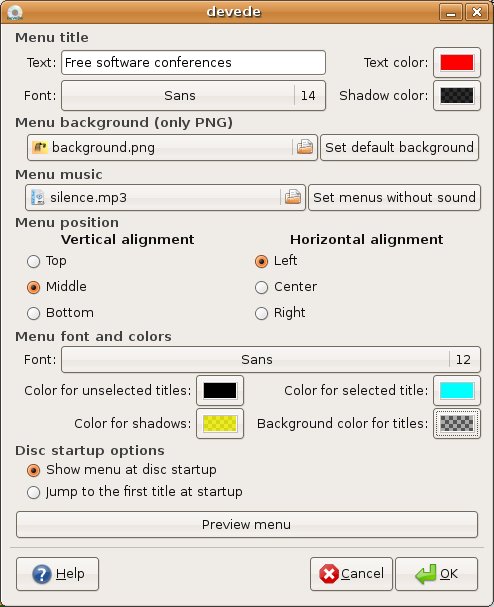 devede
Menu title
Text: Free software conferences Text color:
Font: Sans 14 Shadow color:
Menu background (only PNG)
background.png Set default background
Menu music
silence.mp3 Set menus without sound
Menu position
Vertical alignment Horizontal alignment
Top Left
Middle Center
Bottom Right
Menu font and colors
Font: Sans 12
Color for unselected titles: Color for selected title:
Color for shadows: Background color for titles:
Disc startup options
Show menu at disc startup
Jump to the first title at startup
Preview menu
Help Cancel OK